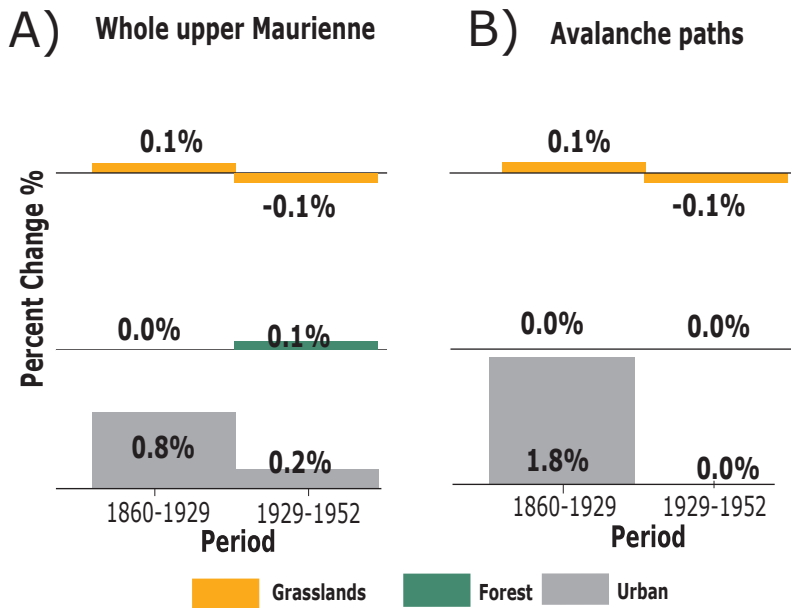 A) Whole upper Maurienne
B) Avalanche paths
Percent Change %
0.1%
-0.1%
0.0%
0.1%
0.8%
0.2%
1860-1929
1929-1952
Period
0.1%
-0.1%
0.0%
0.0%
1.8%
0.0%
1860-1929
1929-1952
Period
Grasslands
Forest
Urban